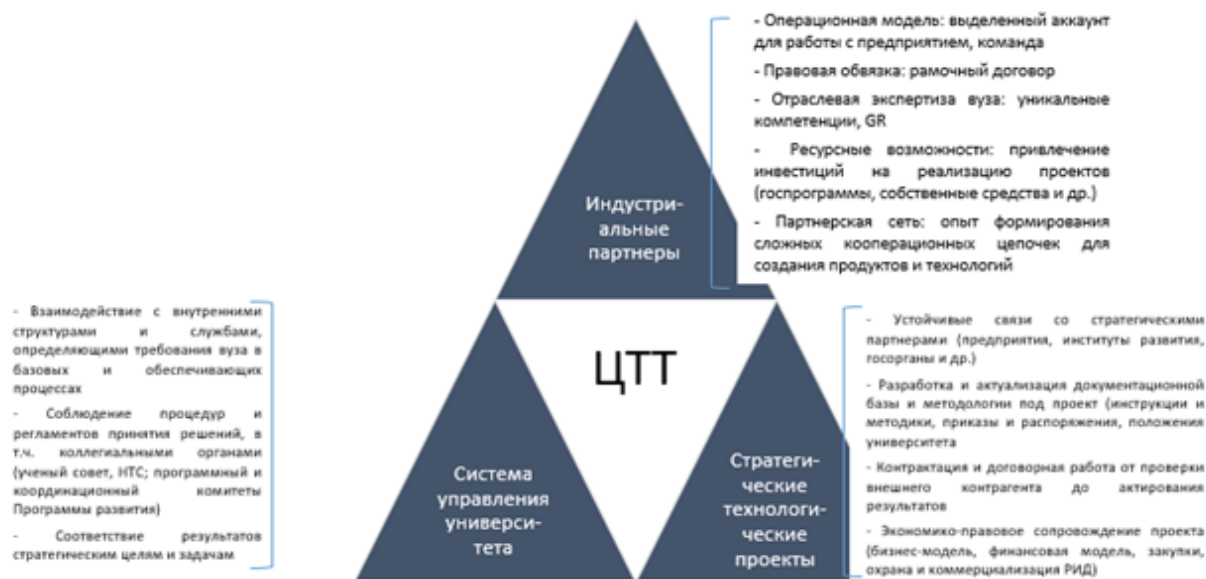 - Операционная модель: выделенный аккаунт
для работы с предприятием, команда
- Правовая обвязка: рамочный договор
- Отраслевая экспертиза вуза: уникальные
компетенции, GR
- Ресурсные возможности: привлечение
инвестиций на реализацию проектов
(госпрограммы, собственные средства и др.)
- Партнерская сеть: опыт формирования
сложных кооперационных цепочек для
создания продуктов и технологий
Индустри-
альные
партнеры
- Взаимодействие с внутренними
структурами и службами,
определяющими требования вуза в
базовых и обеспечивающих
процессах
- Соблюдение процедур и
регламентов принятия решений, в
т.ч. коллегиальными органами
(ученый совет, НТС; программный и
координационный комитеты
Программы развития)
- Соответствие результатов
стратегическим целям и задачам
ЦТТ
Система
управления
универси-
тета
Стратеги-
ческие
технологи-
ческие
проекты
- Устойчивые связи со стратегическими
партнерами (предприятия, институты развития,
госорганы и др.)
- Разработка и актуализация документационной
базы и методологии под проект (инструкции и
методики, приказы и распоряжения, положения
университета
- Контрактация и договорная работа от проверки
внешнего контрагента до актирования
результатов
- Экономико-правовое сопровождение проекта
(бизнес-модель, финансовая модель, закупки,
охрана и коммерциализация РИД)